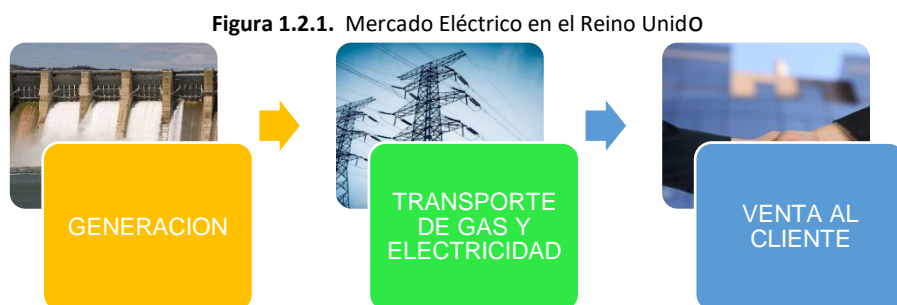 Figura 1.2.1. Mercado Eléctrico en el Reino Unido
GENERACION
TRANSPORTE
DE GAS Y
ELECTRICIDAD
VENTA AL
CLIENTE